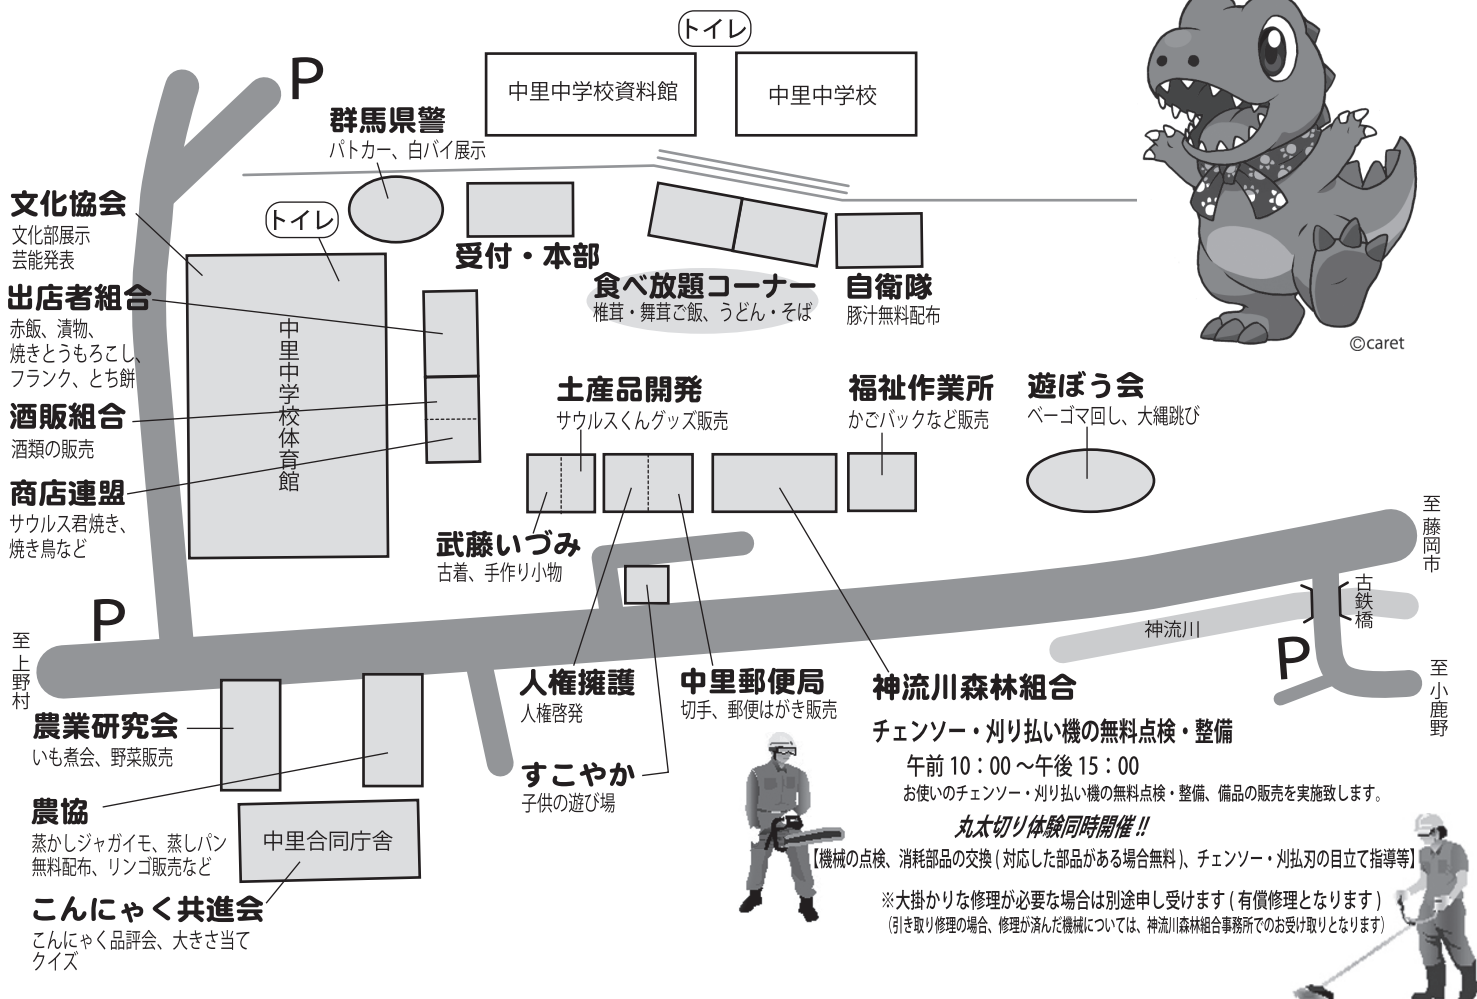 トイレ
P
中里中学校資料館
中里中学校
群馬県警
パトカー、白バイ展示
文化協会
文化部展示
芸能発表
トイレ
受付・本部
食べ放題コーナー
椎茸・舞茸ご飯、うどん・そば
自衛隊
豚汁無料配布
©caret
出店者組合
赤飯、漬物、
焼きとうもろこし、
フランク、とち餅
中里中学校体育館
酒販組合
酒類の販売
商店連盟
サウルス君焼き、
焼き鳥など
土産品開発
サウルスくんグッズ販売
福祉作業所
かごバックなど販売
遊ぼう会
ベーゴマ回し、大縄跳び
武藤いづみ
古着、手作り小物
至藤岡市
古鉄橋
神流川
P
至小鹿野
P
至上野村
人権擁護
人権啓発
中里郵便局
切手、郵便はがき販売
すこやか
子供の遊び場
農業研究会
いも煮会、野菜販売
農協
蒸かしジャガイモ、蒸しパン
無料配布、リンゴ販売など
中里合同庁舎
こんにゃく共進会
こんにゃく品評会、大きさ当て
クイズ
神流川森林組合
チェンソー・刈り払い機の無料点検・整備
午前 10：00 〜午後 15：00
お使いのチェンソー・刈り払い機の無料点検・整備、備品の販売を実施致します。
丸太切り体験同時開催 !!
【機械の点検、消耗部品の交換 ( 対応した部品がある場合無料 )、チェンソー・刈払刃の目立て指導等】
※大掛かりな修理が必要な場合は別途申し受けます ( 有償修理となります )
（引き取り修理の場合、修理が済んだ機械については、神流川森林組合事務所でのお受け取りとなります）